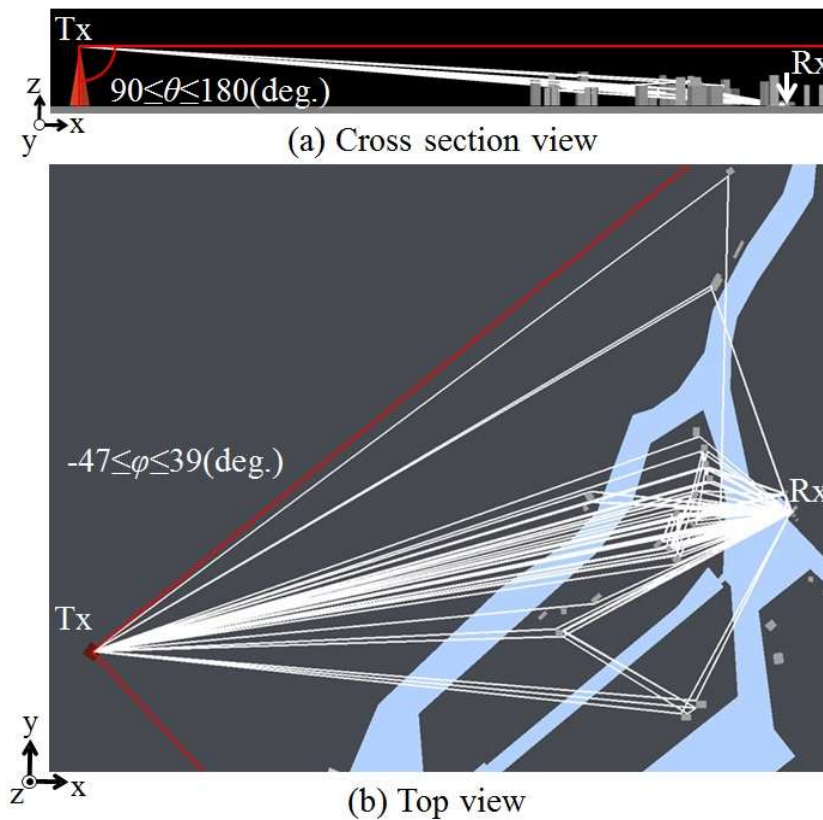 Tx
Rx
90≤θ≤180(deg.)
z
y
x
(a) Cross section view
-47≤φ≤39(deg.)
Rx
Tx
y
z
x
(b) Top view